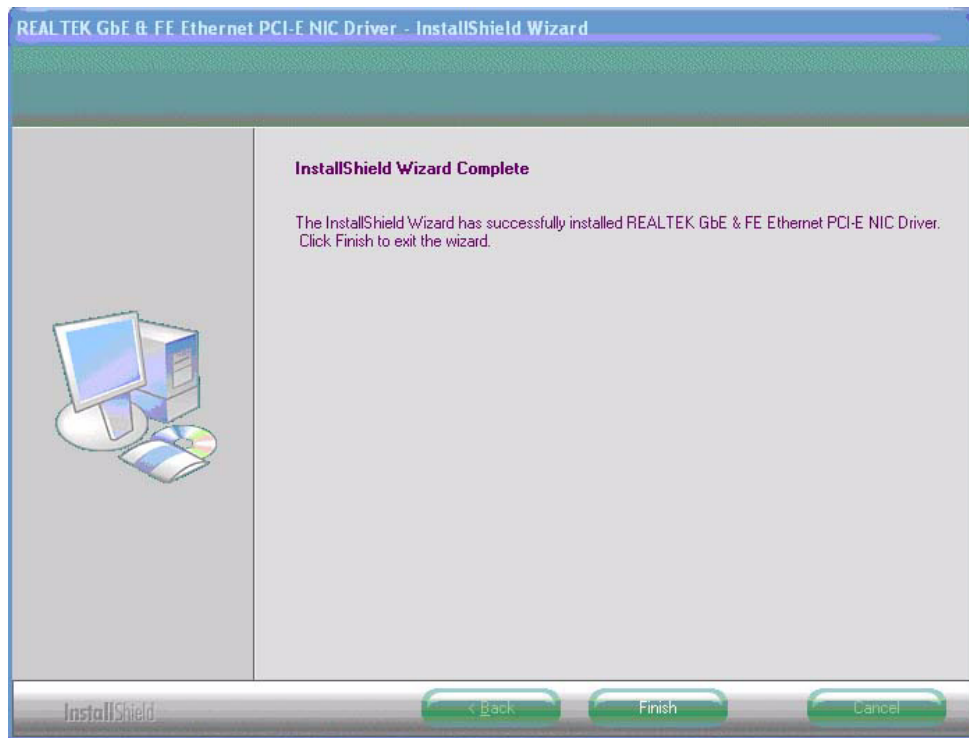 REALTEK GbE & FE Ethernet PCI-E NIC Driver - InstallShield Wizard
InstallShield Wizard Complete
The InstallShield Wizard has successfully installed REALTEK GbE & FE Ethernet PCI-E NIC Driver.
Click Finish to exit the wizard.
InstallShield
< Back
Finish
Cancel